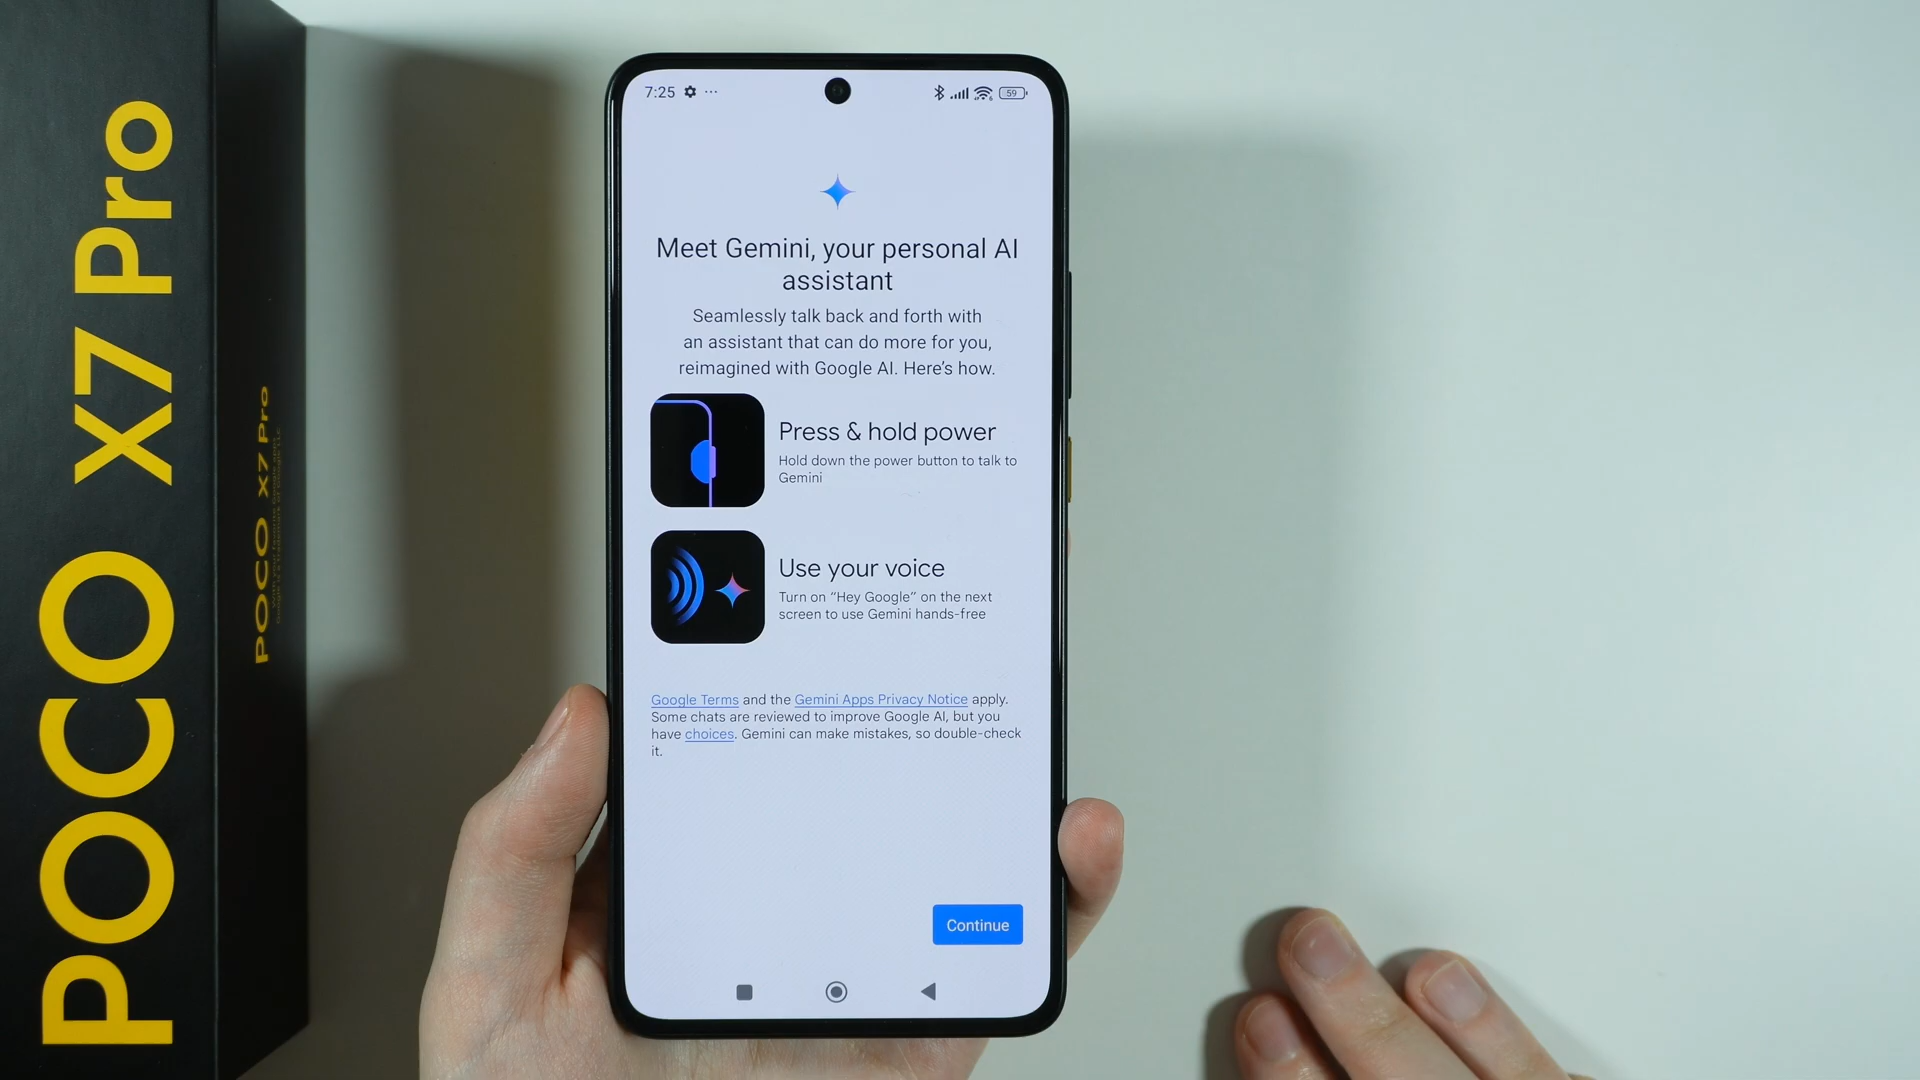 POCO X7 Pro
POCO X7 Pro
7:25
59
Meet Gemini, your personal AI
assistant
Seamlessly talk back and forth with
an assistant that can do more for you,
reimagined with Google AI. Here's how.
Press & hold power
Hold down the power button to talk to
Gemini
Use your voice
Turn on “Hey Google” on the next
screen to use Gemini hands-free
Google Terms and the Gemini Apps Privacy Notice apply.
Some chats are reviewed to improve Google AI, but you
have choices. Gemini can make mistakes, so double-check
it.
Continue